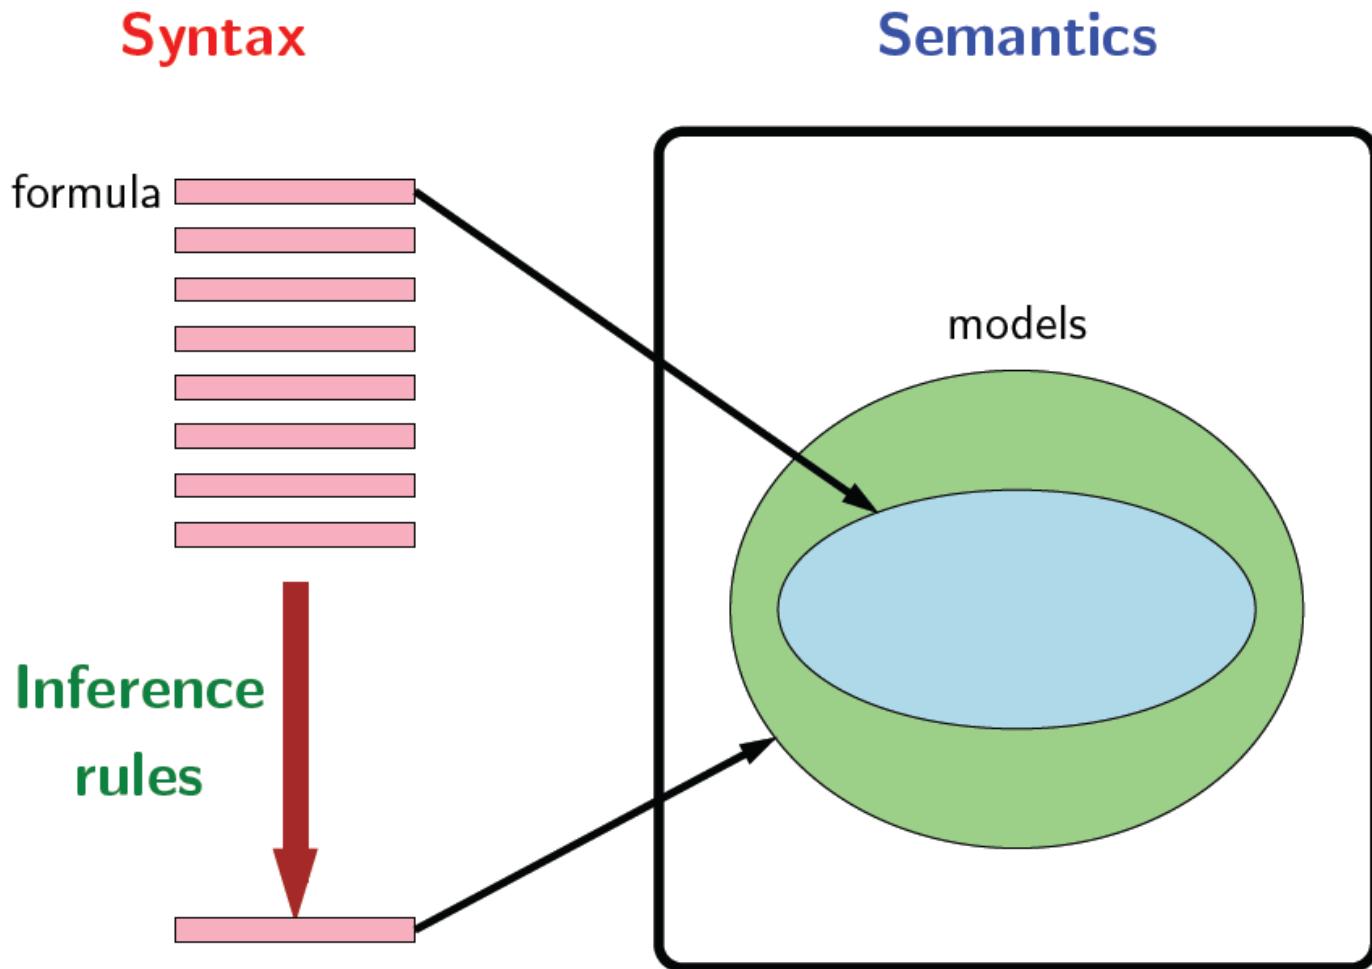 Syntax
Semantics
formula
models
Inference
rules